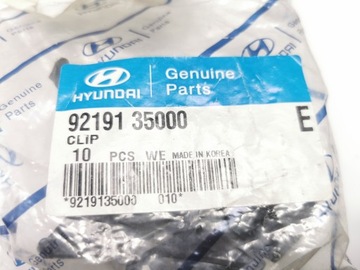 HYUNDAI
Genuine
Parts
92191 35000 E
CLIP
10 PCS WE MADE IN KOREA
*9219135000 010*